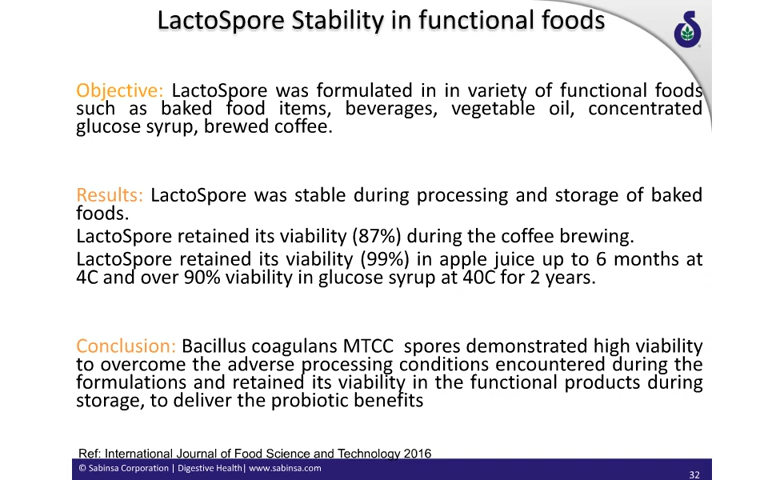 LactoSpore Stability in functional foods
Objective: LactoSpore was formulated in in variety of functional foods
such as baked food items, beverages, vegetable oil, concentrated
glucose syrup, brewed coffee.
Results: LactoSpore was stable during processing and storage of baked
foods.
LactoSpore retained its viability (87%) during the coffee brewing.
LactoSpore retained its viability (99%) in apple juice up to 6 months at
4C and over 90% viability in glucose syrup at 40C for 2 years.
Conclusion: Bacillus coagulans MTCC spores demonstrated high viability
to overcome the adverse processing conditions encountered during the
formulations and retained its viability in the functional products during
storage, to deliver the probiotic benefits
Ref: International Journal of Food Science and Technology 2016
© Sabinsa Corporation | Digestive Health| www.sabinsa.com
32